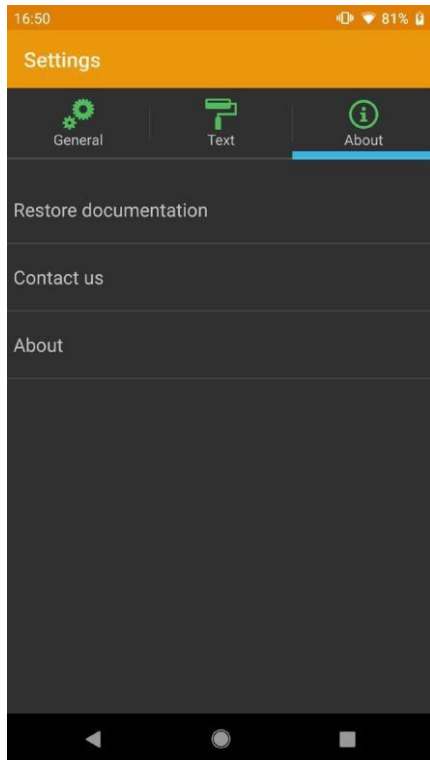 16:50
81%
Settings
General
Text
About
Restore documentation
Contact us
About